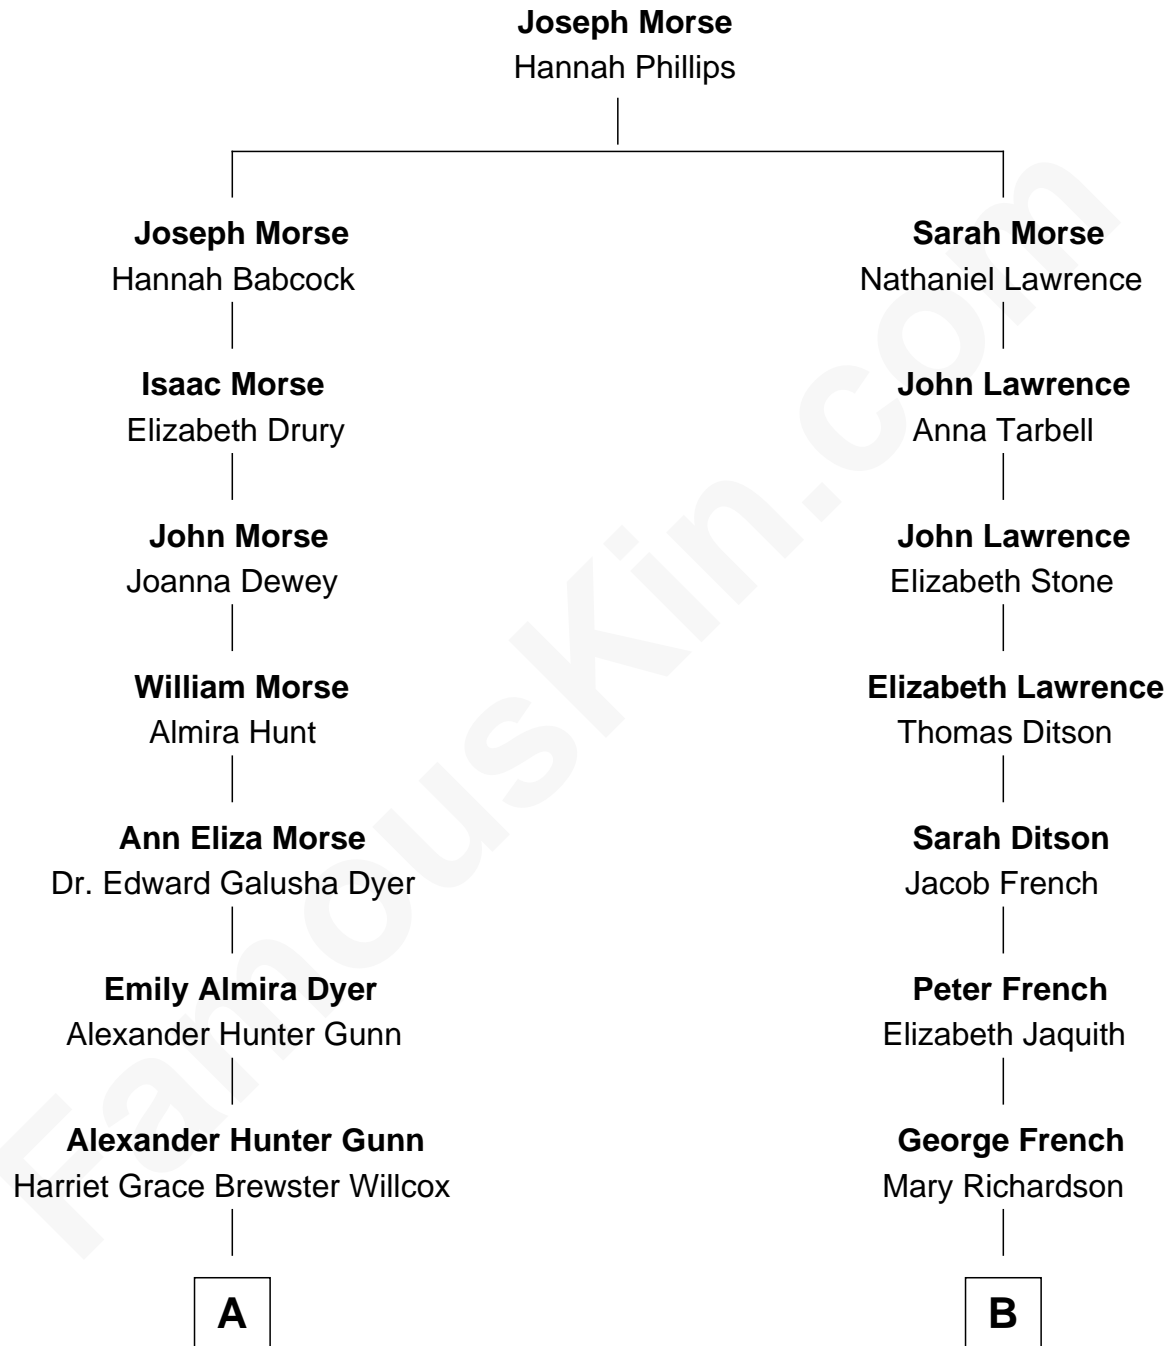 Joseph Morse
Hannah Phillips
Joseph Morse
Hannah Babcock
Sarah Morse
Nathaniel Lawrence
Isaac Morse
Elizabeth Drury
John Lawrence
Anna Tarbell
John Morse
Joanna Dewey
John Lawrence
Elizabeth Stone
William Morse
Almira Hunt
Elizabeth Lawrence
Thomas Ditson
Ann Eliza Morse
Dr. Edward Galusha Dyer
Sarah Ditson
Jacob French
Emily Almira Dyer
Alexander Hunter Gunn
Peter French
Elizabeth Jaquith
Alexander Hunter Gunn
Harriet Grace Brewster Willcox
George French
Mary Richardson
A
B
FamousKin.com